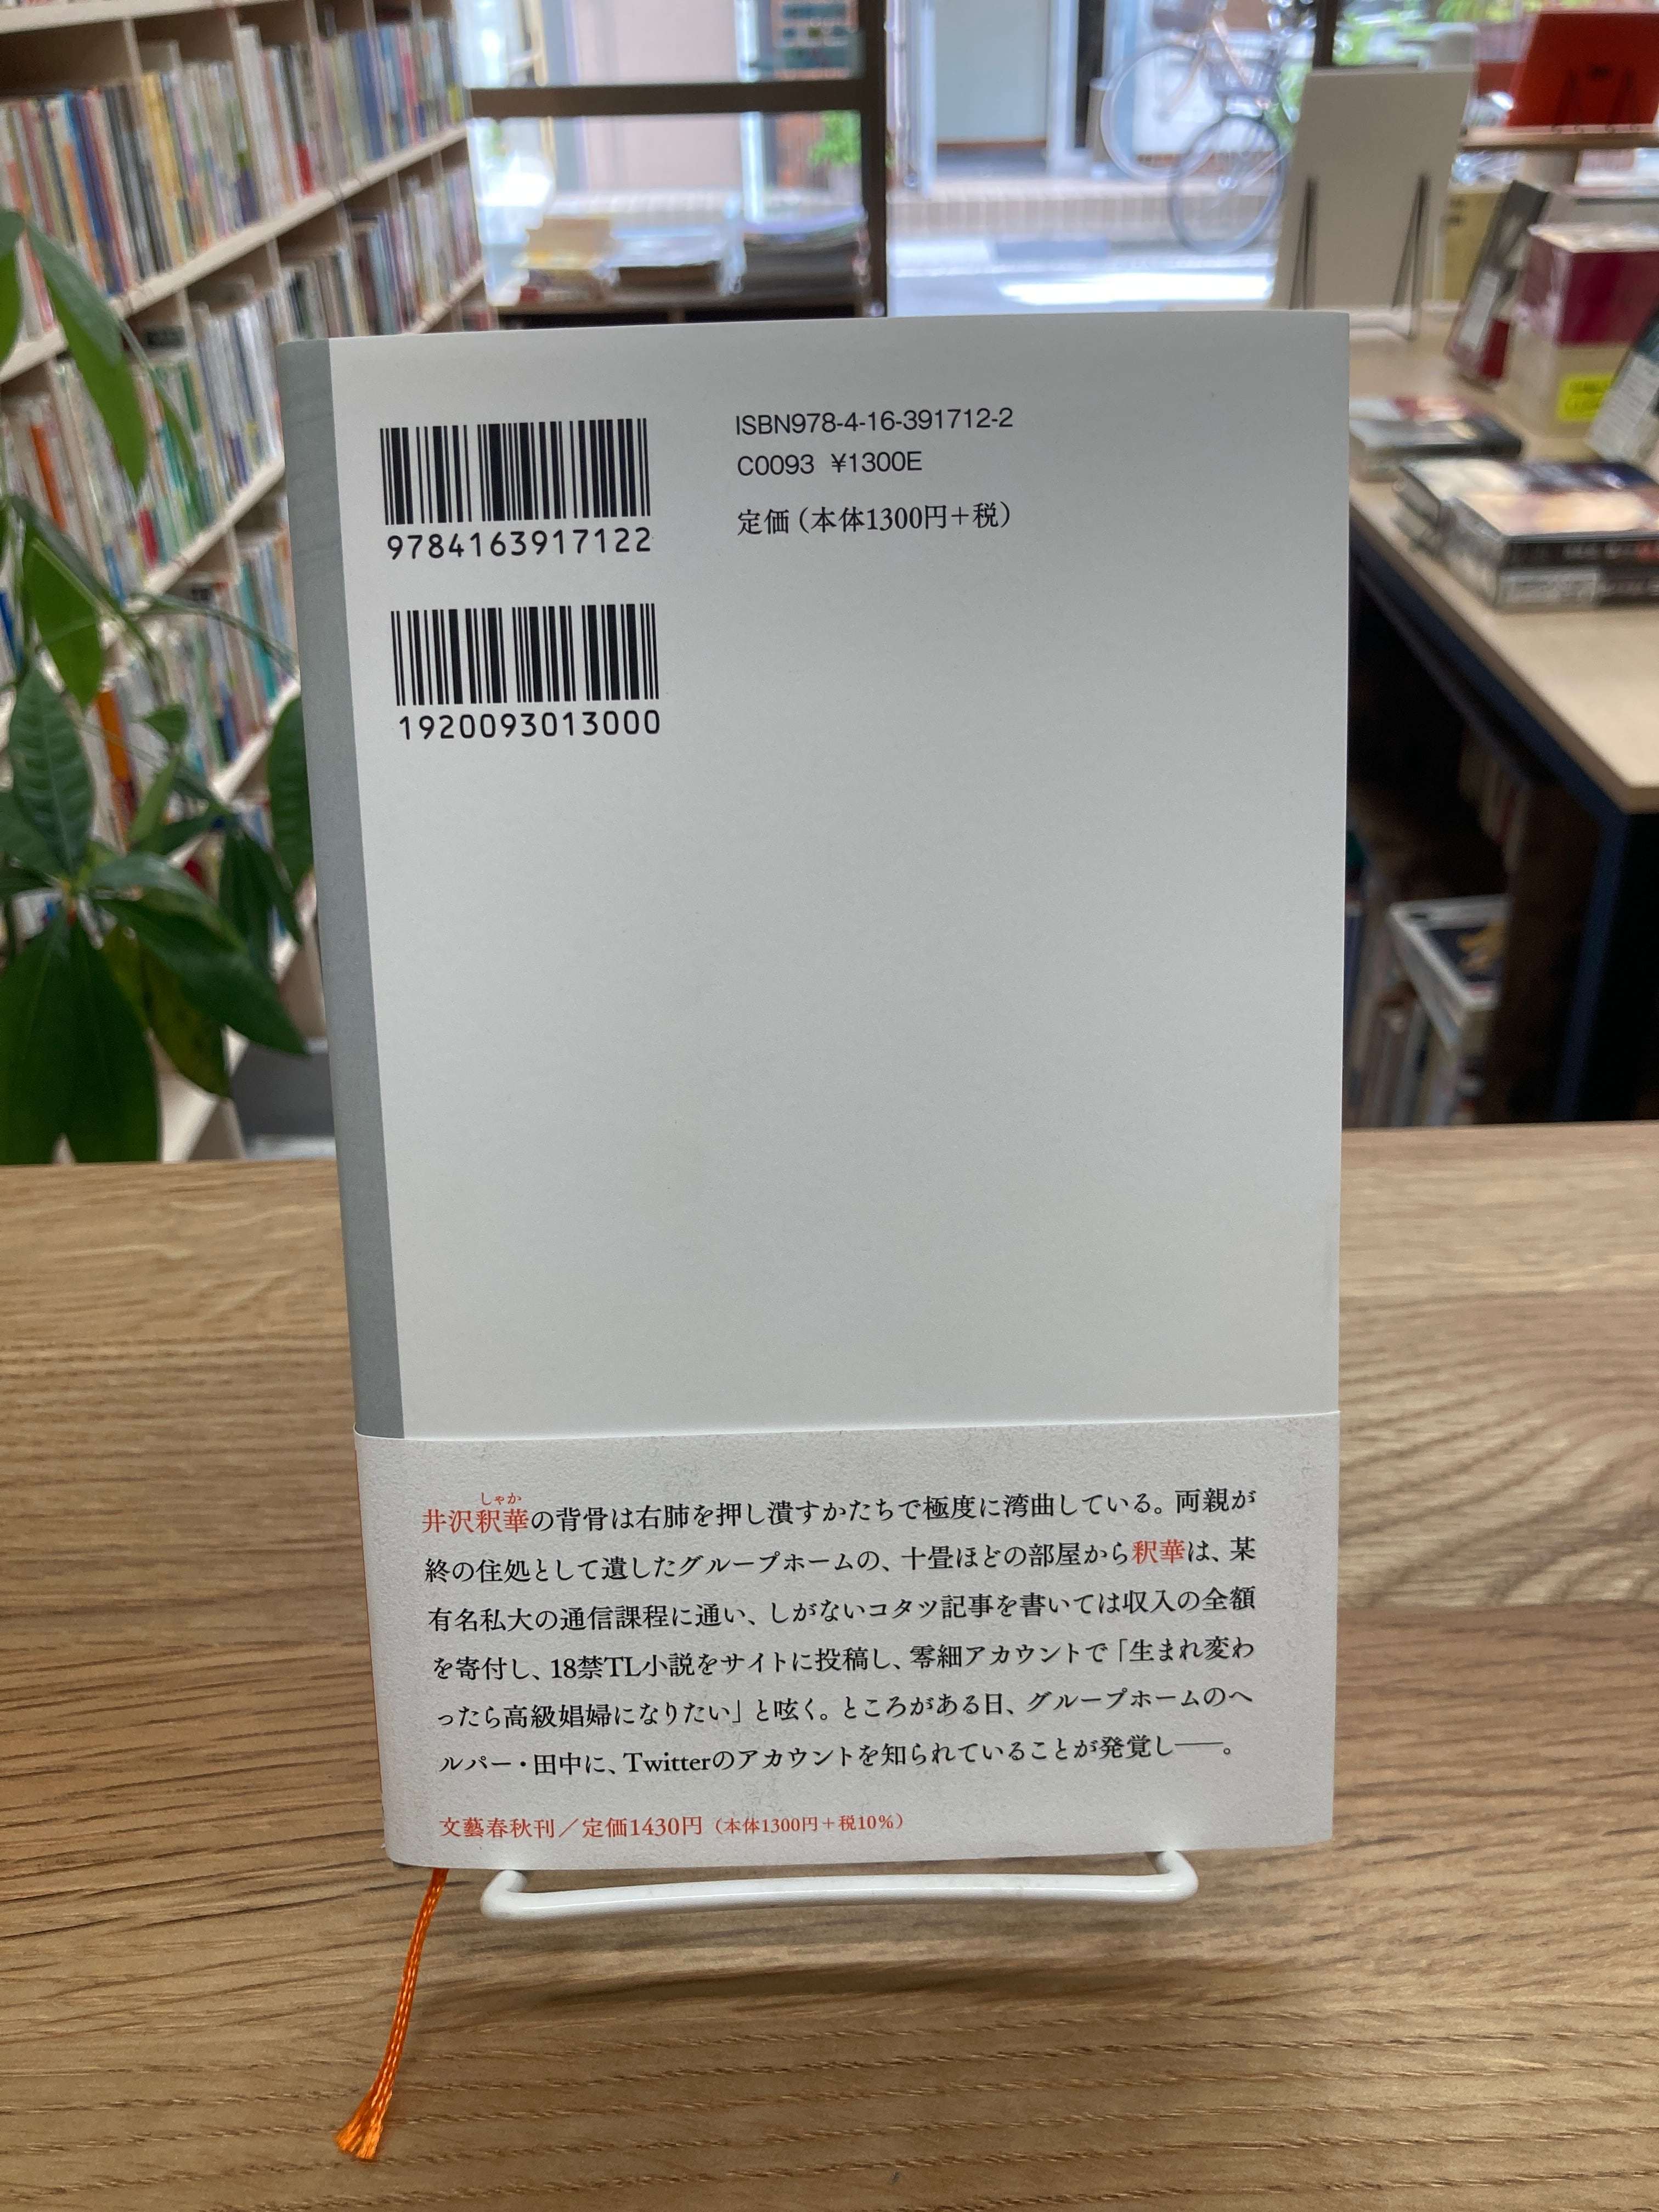 9784163917122
ISBN978-4-16-391712-2
C0093 ¥1300E
定価（本体1300円＋税）
1920093013000
しゃか
井沢釈華の背骨は右肺を押し潰すかたちで極度に湾曲している。両親が
終の住処として遺したグループホームの、十畳ほどの部屋から釈華は、某
有名私大の通信課程に通い、しがないコタツ記事を書いては収入の全額
を寄付し、18禁TL小説をサイトに投稿し、零細アカウントで「生まれ変わ
ったら高級娼婦になりたい」と呟く。ところがある日、グループホームのヘ
ルパー・田中に、Twitterのアカウントを知られていることが発覚し──。
文藝春秋刊／定価1430円（本体1300円＋税10%）